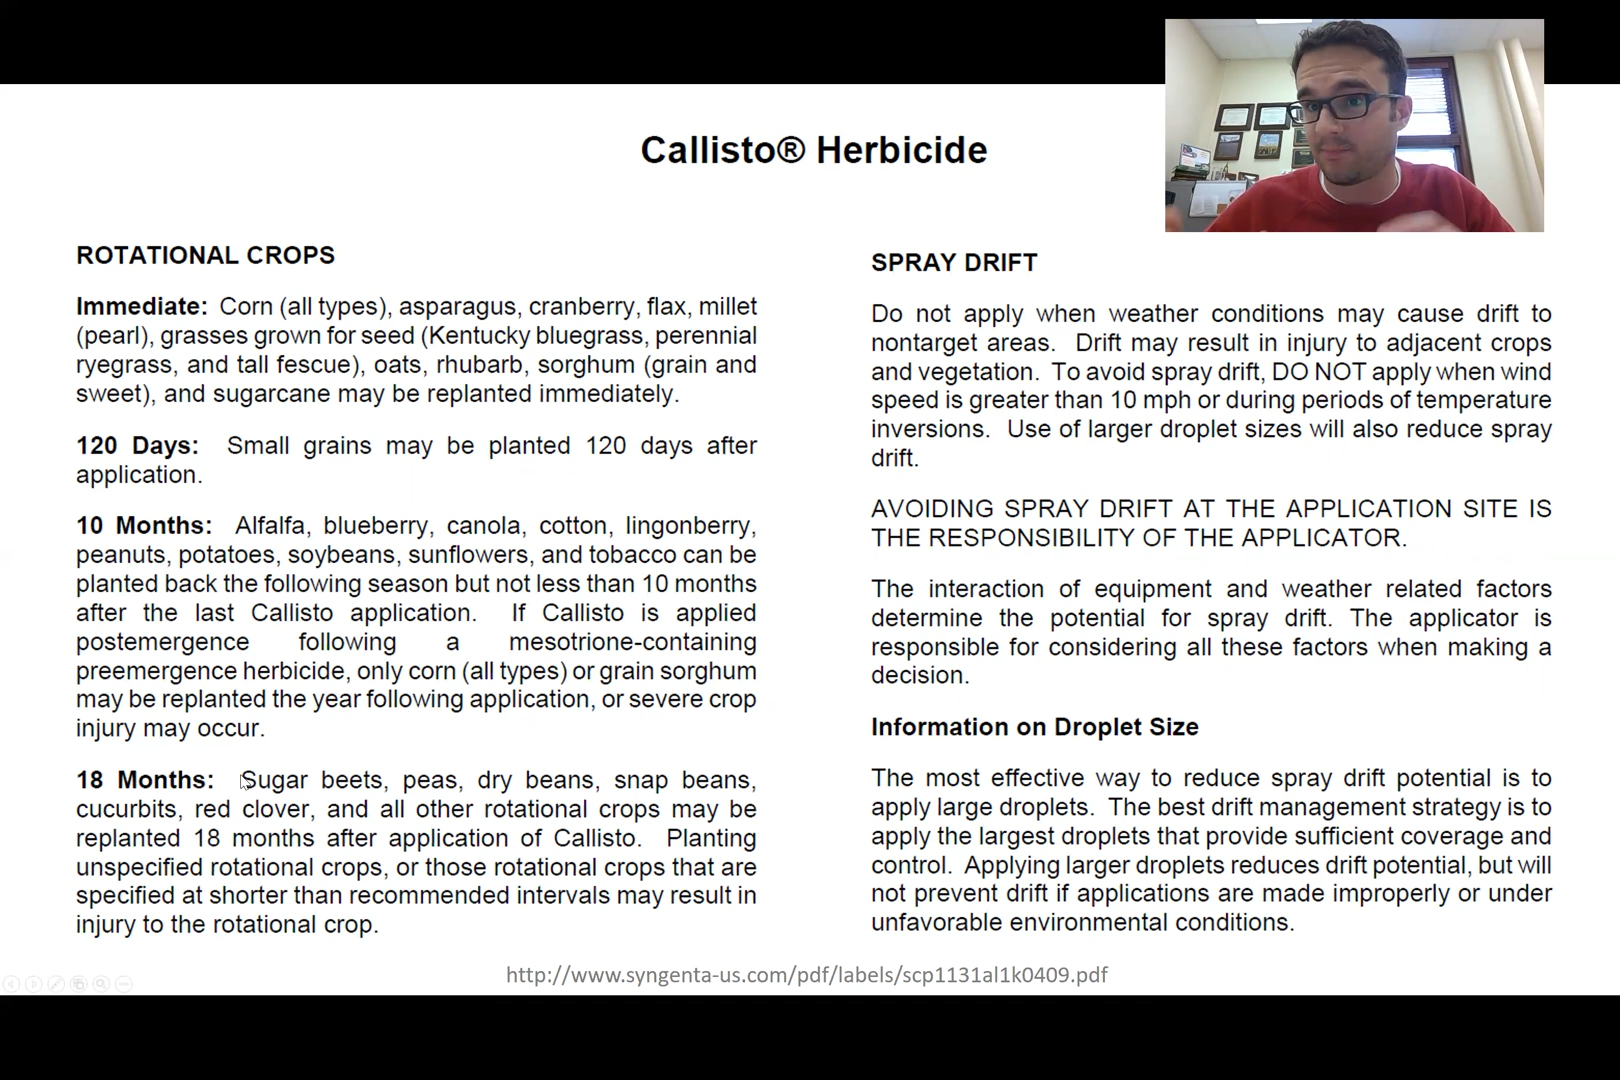 Callisto® Herbicide
ROTATIONAL CROPS
Immediate: Corn (all types), asparagus, cranberry, flax, millet
(pearl), grasses grown for seed (Kentucky bluegrass, perennial
ryegrass, and tall fescue), oats, rhubarb, sorghum (grain and
sweet), and sugarcane may be replanted immediately.
120 Days: Small grains may be planted 120 days after
application.
10 Months: Alfalfa, blueberry, canola, cotton, lingonberry,
peanuts, potatoes, soybeans, sunflowers, and tobacco can be
planted back the following season but not less than 10 months
after the last Callisto application. If Callisto is applied
postemergence following a mesotrione-containing
preemergence herbicide, only corn (all types) or grain sorghum
may be replanted the year following application, or severe crop
injury may occur.
18 Months: Sugar beets, peas, dry beans, snap beans,
cucurbits, red clover, and all other rotational crops may be
replanted 18 months after application of Callisto. Planting
unspecified rotational crops, or those rotational crops that are
specified at shorter than recommended intervals may result in
injury to the rotational crop.
SPRAY DRIFT
Do not apply when weather conditions may cause drift to
nontarget areas. Drift may result in injury to adjacent crops
and vegetation. To avoid spray drift, DO NOT apply when wind
speed is greater than 10 mph or during periods of temperature
inversions. Use of larger droplet sizes will also reduce spray
drift.
AVOIDING SPRAY DRIFT AT THE APPLICATION SITE IS
THE RESPONSIBILITY OF THE APPLICATOR.
The interaction of equipment and weather related factors
determine the potential for spray drift. The applicator is
responsible for considering all these factors when making a
decision.
Information on Droplet Size
The most effective way to reduce spray drift potential is to
apply large droplets. The best drift management strategy is to
apply the largest droplets that provide sufficient coverage and
control. Applying larger droplets reduces drift potential, but will
not prevent drift if applications are made improperly or under
unfavorable environmental conditions.
http://www.syngenta-us.com/pdf/labels/scp1131al1k0409.pdf